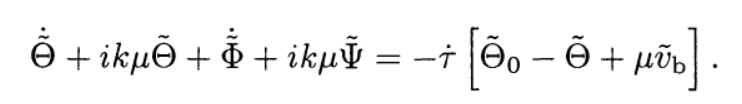 $\dot{\tilde{\Theta}} + ik\mu\tilde{\Theta} + \dot{\tilde{\Phi}} + ik\mu\tilde{\Psi} = -\dot{\tau}\left[\tilde{\Theta}_0 - \tilde{\Theta} + \mu\tilde{v}_{\mathrm{b}}\right].$